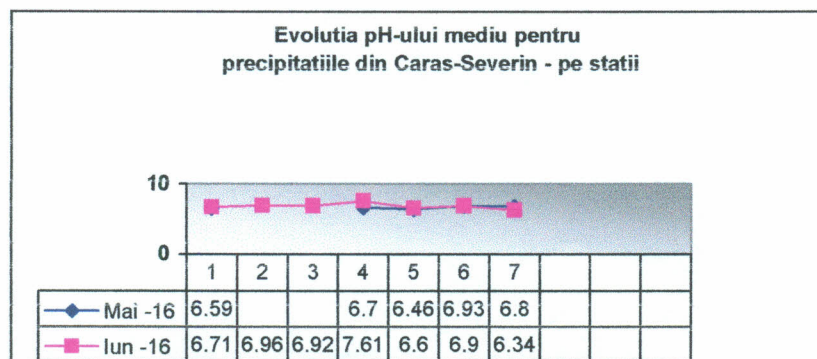 Evolutia pH-ului mediu pentru
precipitatiile din Caras-Severin - pe statii
10
0
1 2 3 4 5 6 7
Mai -16 6.59 6.7 6.46 6.93 6.8
Iun -16 6.71 6.96 6.92 7.61 6.6 6.9 6.34